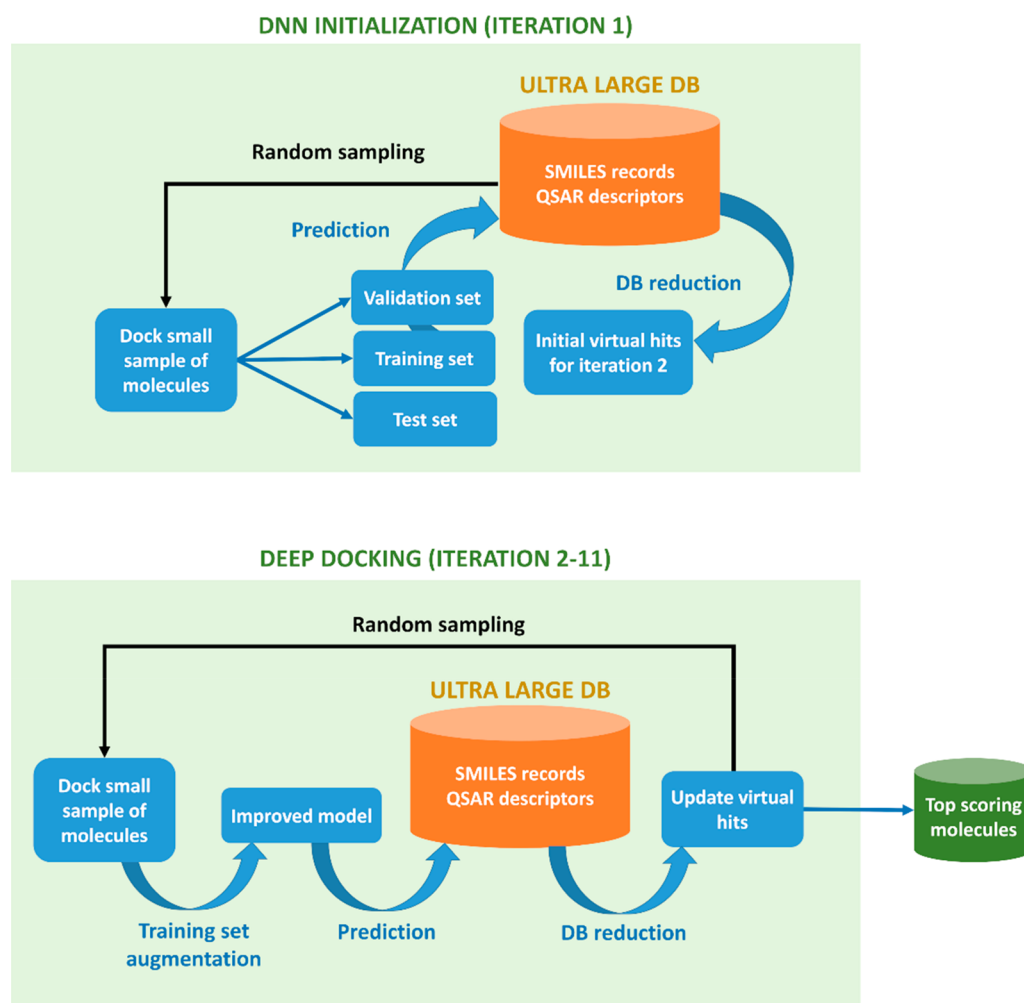 DNN INITIALIZATION (ITERATION 1)
ULTRA LARGE DB
SMILES records
QSAR descriptors
Random sampling
Prediction
DB reduction
Validation set
Training set
Test set
Dock small
sample of
molecules
Initial virtual hits
for iteration 2
DEEP DOCKING (ITERATION 2-11)
Random sampling
ULTRA LARGE DB
SMILES records
QSAR descriptors
Dock small
sample of
molecules
Improved model
Update virtual
hits
Top scoring
molecules
Training set
augmentation
Prediction
DB reduction